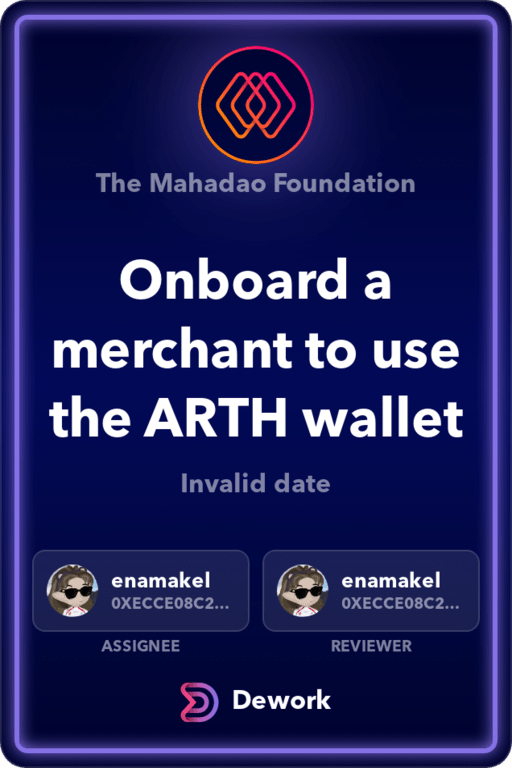 The Mahadao Foundation
Onboard a
merchant to use
the ARTH wallet
Invalid date
enamakel
0XECCE08C2...
ASSIGNEE
enamakel
0XECCE08C2...
REVIEWER
Dework